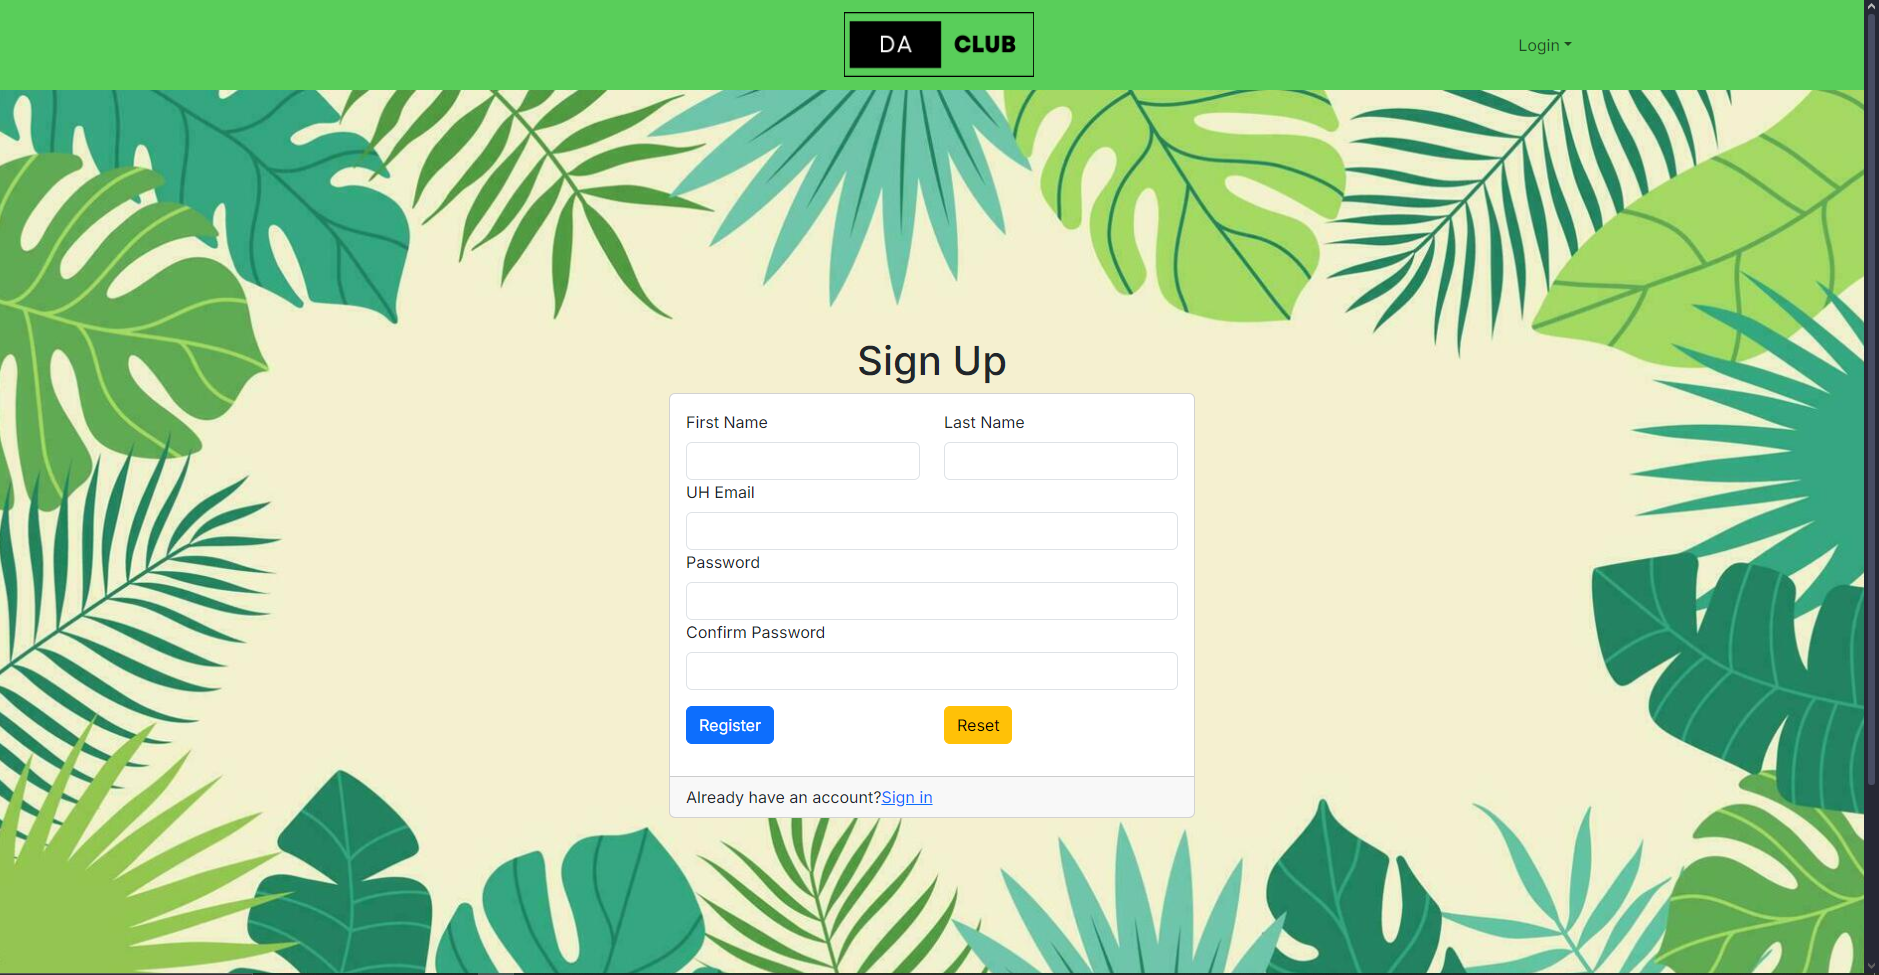 DA CLUB
Login
Sign Up
First Name Last Name
UH Email
Password
Confirm Password
Register Reset
Already have an account?Sign in